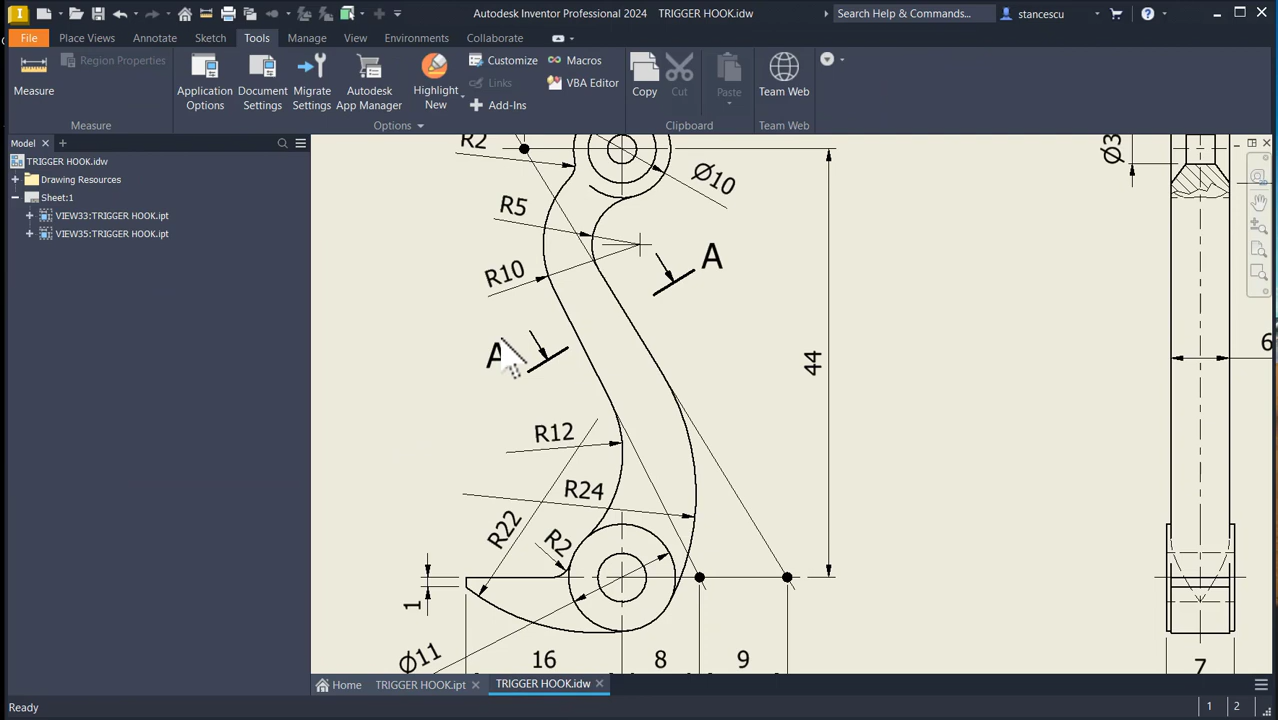 Autodesk Inventor Professional 2024 TRIGGER HOOK.idw
Search Help & Commands...
stancescu
File Place Views Annotate Sketch Tools Manage View Environments Collaborate
Measure
Region Properties
Measure
Application Options
Document Settings
Migrate Settings
Autodesk App Manager
Highlight New
Customize
Links
Add-Ins
Macros
VBA Editor
Options
Copy
Cut
Paste
Clipboard
Team Web
Team Web
Model
TRIGGER HOOK.idw
Drawing Resources
Sheet:1
VIEW33:TRIGGER HOOK.ipt
VIEW35:TRIGGER HOOK.ipt
R2
Ø10
Ø3
R5
A
R10
A
44
6
R12
R24
R22
R2
1
Ø11
16
8
9
7
Home
TRIGGER HOOK.ipt
TRIGGER HOOK.idw
Ready
1 2